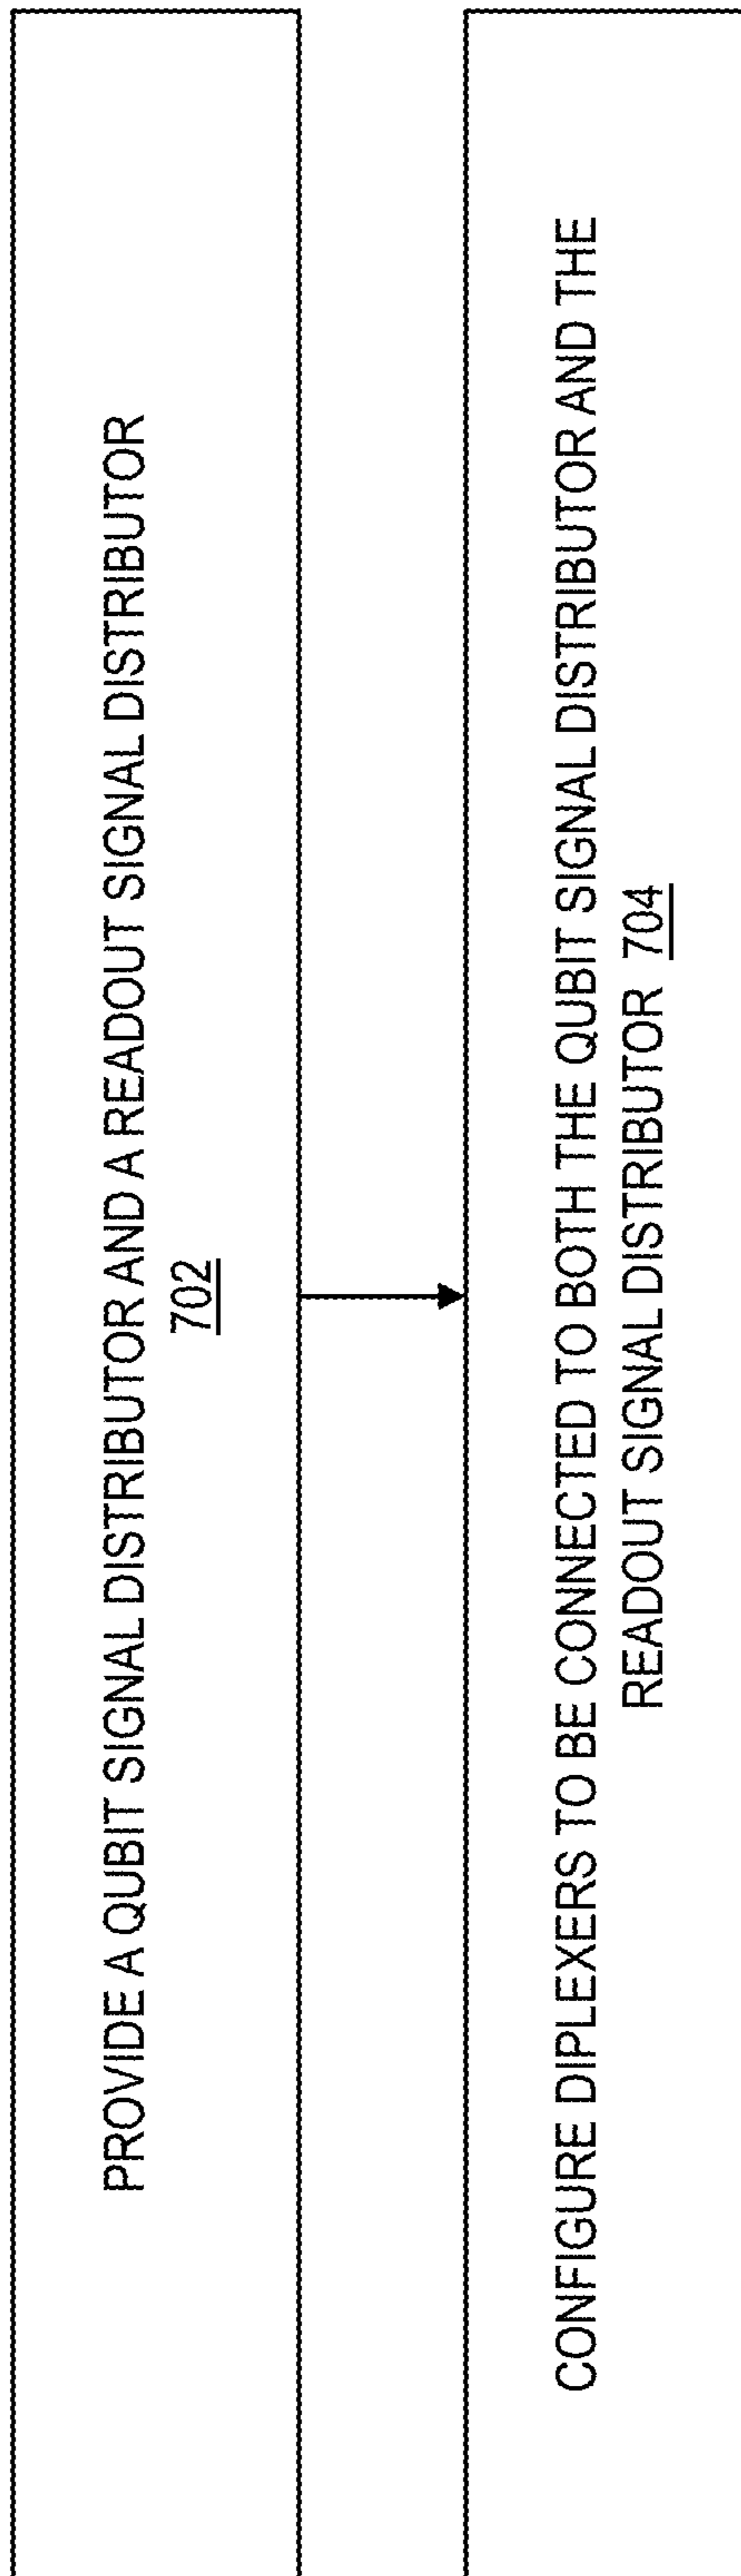 PROVIDE A QUBIT SIGNAL DISTRIBUTOR AND A READOUT SIGNAL DISTRIBUTOR
702
CONFIGURE DIPLEXERS TO BE CONNECTED TO BOTH THE QUBIT SIGNAL DISTRIBUTOR AND THE
READOUT SIGNAL DISTRIBUTOR 704